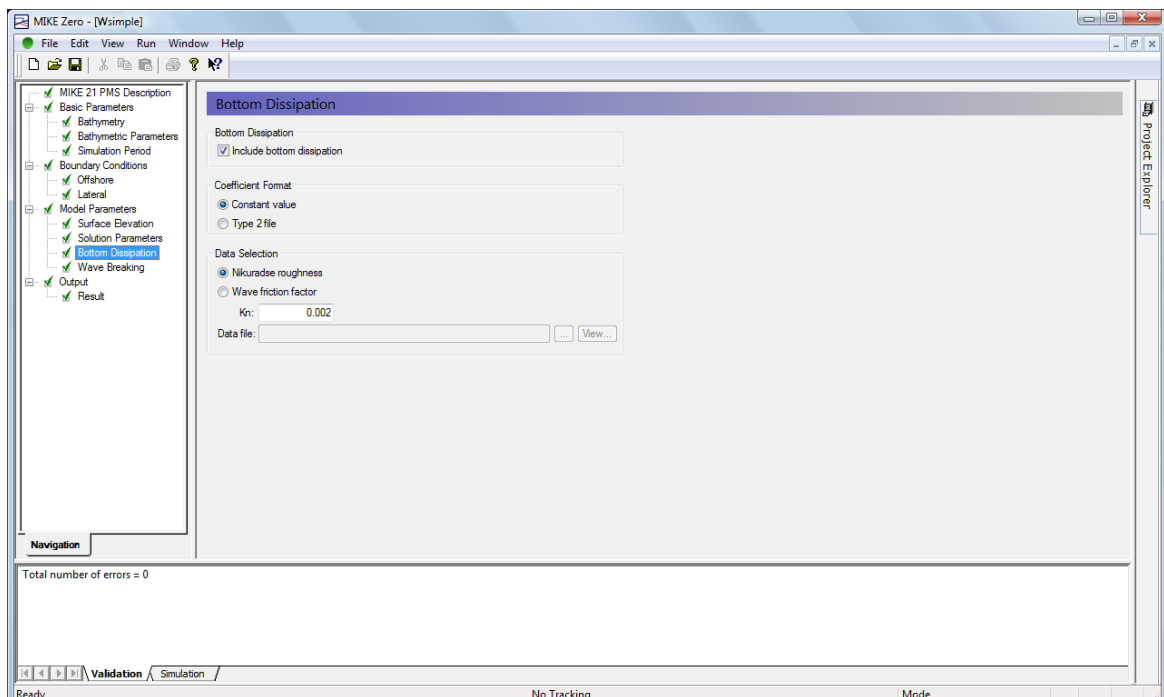 MIKE Zero - [Wsimple]
File Edit View Run Window Help
MIKE 21 PMS Description
Basic Parameters
Bathymetry
Bathymetric Parameters
Simulation Period
Boundary Conditions
Offshore
Lateral
Model Parameters
Surface Elevation
Solution Parameters
Bottom Dissipation
Wave Breaking
Output
Result
Navigation
Bottom Dissipation
Bottom Dissipation
Include bottom dissipation
Coefficient Format
Constant value
Type 2 file
Data Selection
Nikuradse roughness
Wave friction factor
Kn: 0.002
Data file: ... View...
Project Explorer
Total number of errors = 0
Validation Simulation
Ready No Tracking Mode